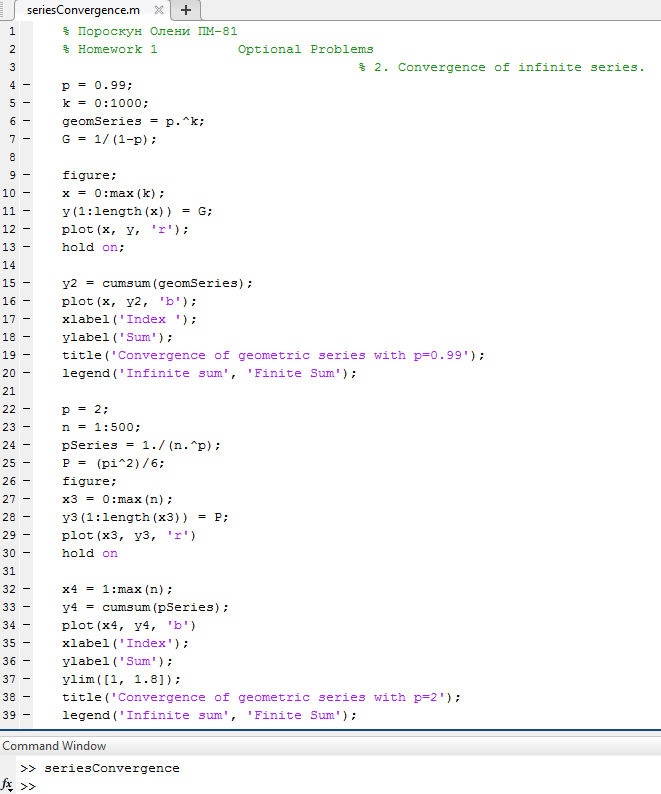 seriesConvergence.m × +
1 % Пороскун Олени ПМ-81
2 % Homework 1 Optional Problems
3 % 2. Convergence of infinite series.
4 - p = 0.99;
5 - k = 0:1000;
6 - geomSeries = p.^k;
7 - G = 1/(1-p);
8
9 - figure;
10 - x = 0:max(k);
11 - y(1:length(x)) = G;
12 - plot(x, y, 'r');
13 - hold on;
14
15 - y2 = cumsum(geomSeries);
16 - plot(x, y2, 'b');
17 - xlabel('Index ');
18 - ylabel('Sum');
19 - title('Convergence of geometric series with p=0.99');
20 - legend('Infinite sum', 'Finite Sum');
21
22 - p = 2;
23 - n = 1:500;
24 - pSeries = 1./(n.^p);
25 - P = (pi^2)/6;
26 - figure;
27 - x3 = 0:max(n);
28 - y3(1:length(x3)) = P;
29 - plot(x3, y3, 'r')
30 - hold on
31
32 - x4 = 1:max(n);
33 - y4 = cumsum(pSeries);
34 - plot(x4, y4, 'b')
35 - xlabel('Index');
36 - ylabel('Sum');
37 - ylim([1, 1.8]);
38 - title('Convergence of geometric series with p=2');
39 - legend('Infinite sum', 'Finite Sum');
Command Window
>> seriesConvergence
fx >>